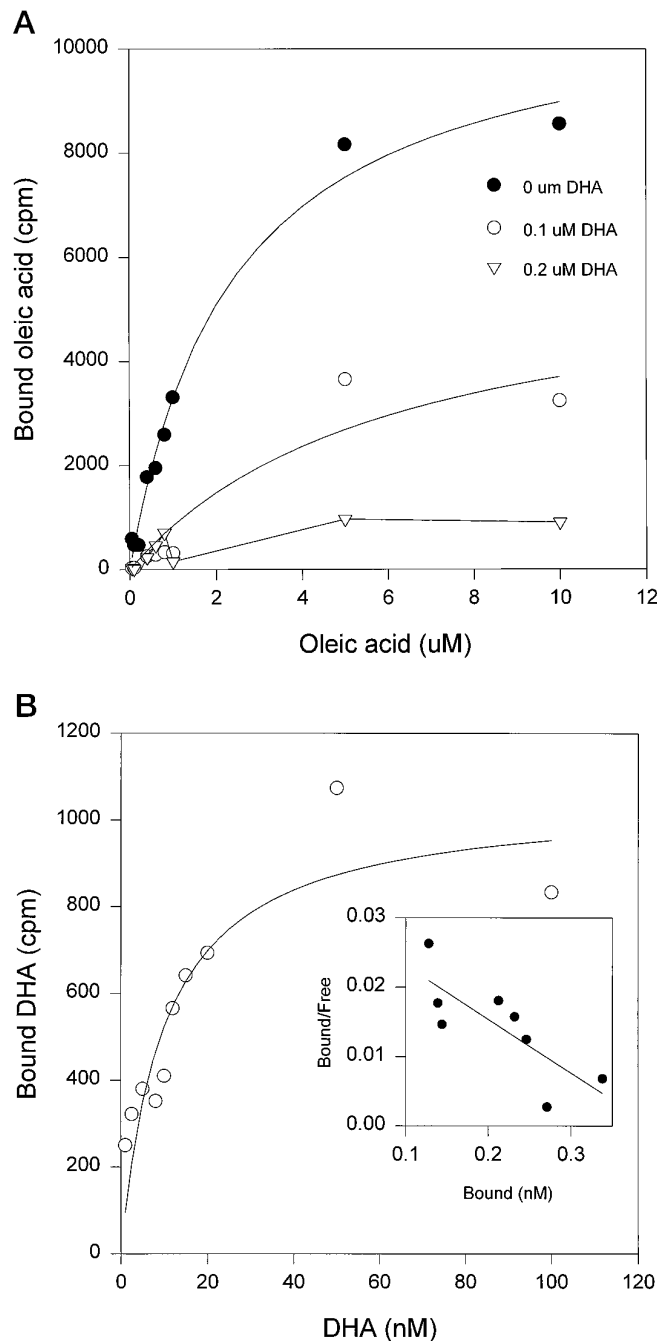 A
10000
8000
6000
4000
2000
0
Bound oleic acid (cpm)
0 um DHA
0.1 uM DHA
0.2 uM DHA
0 2 4 6 8 10 12
Oleic acid (uM)
B
1200
1000
800
600
400
200
0
Bound DHA (cpm)
0.03
0.02
0.01
0.00
Bound/Free
0.1 0.2 0.3
Bound (nM)
0 20 40 60 80 100 120
DHA (nM)